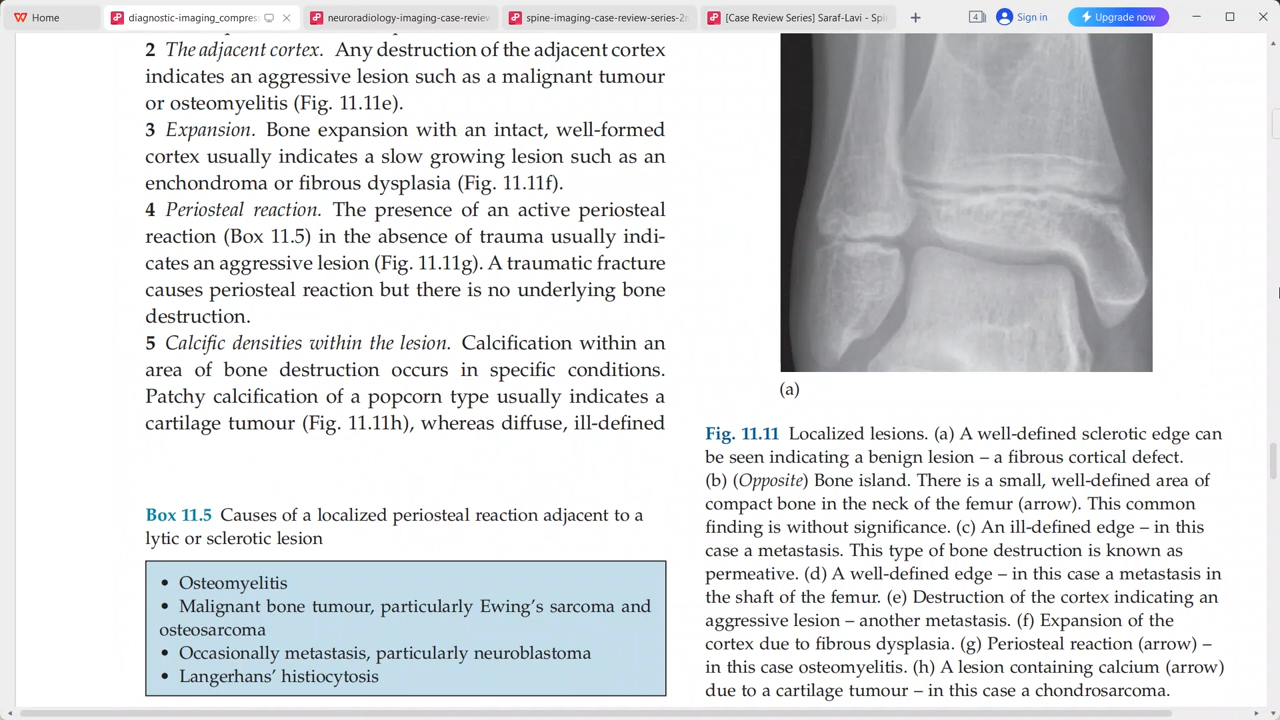 Home
diagnostic-imaging_compress
neuroradiology-imaging-case-review
spine-imaging-case-review-series-2
[Case Review Series] Saraf-Lavi - Spi
4
Sign in
Upgrade now
2 The adjacent cortex. Any destruction of the adjacent cortex
indicates an aggressive lesion such as a malignant tumour
or osteomyelitis (Fig. 11.11e).
3 Expansion. Bone expansion with an intact, well-formed
cortex usually indicates a slow growing lesion such as an
enchondroma or fibrous dysplasia (Fig. 11.11f).
4 Periosteal reaction. The presence of an active periosteal
reaction (Box 11.5) in the absence of trauma usually indi-
cates an aggressive lesion (Fig. 11.11g). A traumatic fracture
causes periosteal reaction but there is no underlying bone
destruction.
5 Calcific densities within the lesion. Calcification within an
area of bone destruction occurs in specific conditions.
Patchy calcification of a popcorn type usually indicates a
cartilage tumour (Fig. 11.11h), whereas diffuse, ill-defined
Box 11.5 Causes of a localized periosteal reaction adjacent to a
lytic or sclerotic lesion
• Osteomyelitis
• Malignant bone tumour, particularly Ewing's sarcoma and
osteosarcoma
• Occasionally metastasis, particularly neuroblastoma
• Langerhans' histiocytosis
(a)
Fig. 11.11 Localized lesions. (a) A well-defined sclerotic edge can
be seen indicating a benign lesion – a fibrous cortical defect.
(b) (Opposite) Bone island. There is a small, well-defined area of
compact bone in the neck of the femur (arrow). This common
finding is without significance. (c) An ill-defined edge – in this
case a metastasis. This type of bone destruction is known as
permeative. (d) A well-defined edge – in this case a metastasis in
the shaft of the femur. (e) Destruction of the cortex indicating an
aggressive lesion – another metastasis. (f) Expansion of the
cortex due to fibrous dysplasia. (g) Periosteal reaction (arrow) –
in this case osteomyelitis. (h) A lesion containing calcium (arrow)
due to a cartilage tumour – in this case a chondrosarcoma.